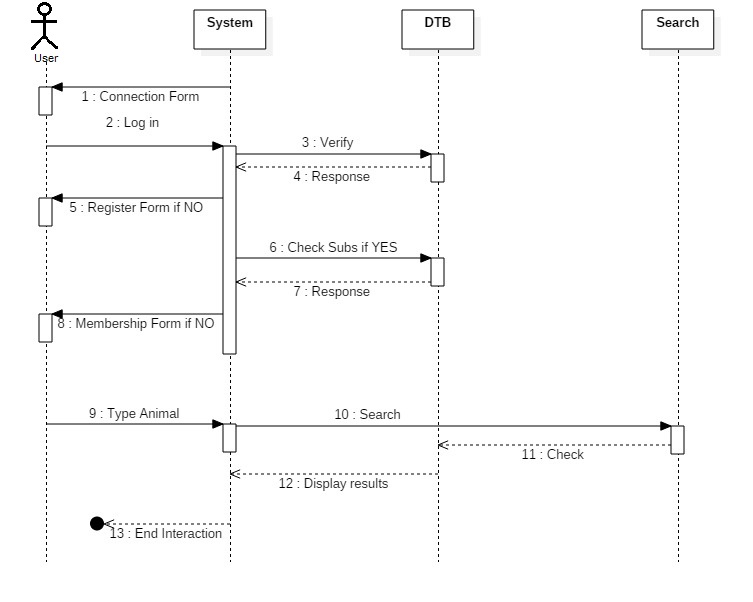 System
DTB
Search
User
1 : Connection Form
2 : Log in
3 : Verify
4 : Response
5 : Register Form if NO
6 : Check Subs if YES
7 : Response
8 : Membership Form if NO
9 : Type Animal
10 : Search
11 : Check
12 : Display results
13 : End Interaction